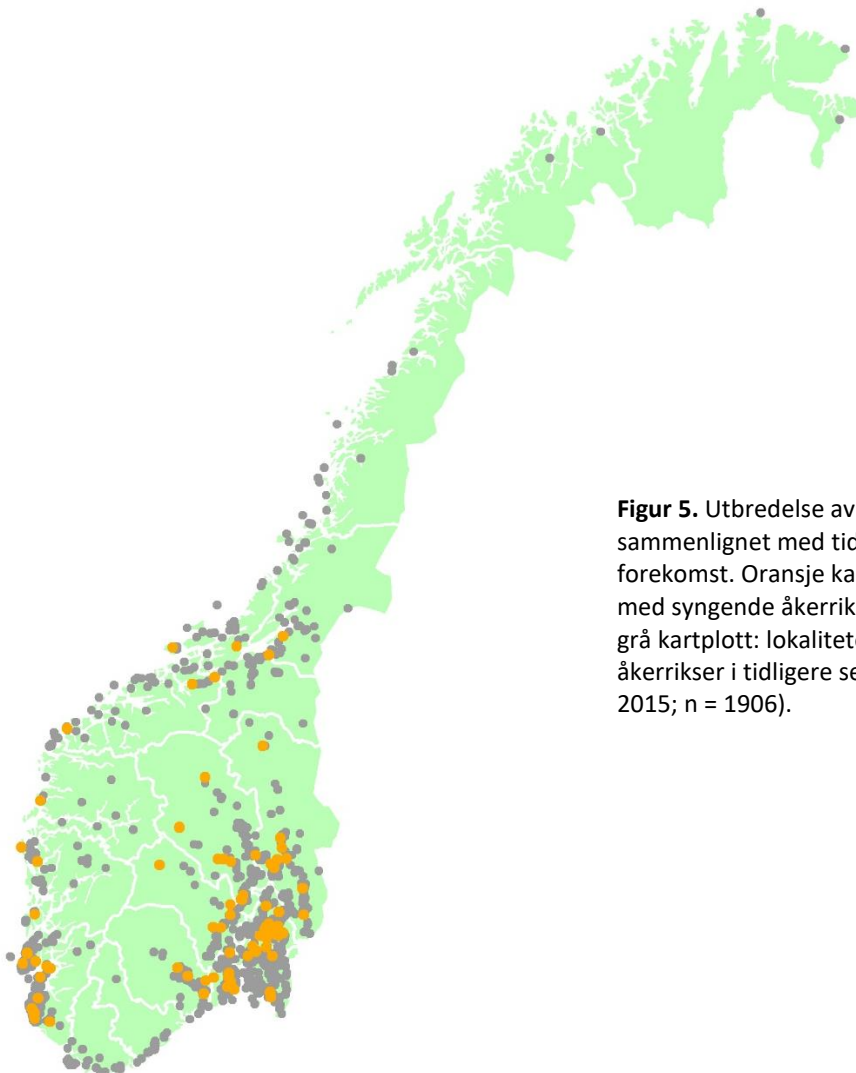 Figur 5. Utbredelse av
sammenlignet med tid
forekomst. Oransje ka
med syngende åkerrik
grå kartplott: lokalitet
åkerrikser i tidligere se
2015; n = 1906).